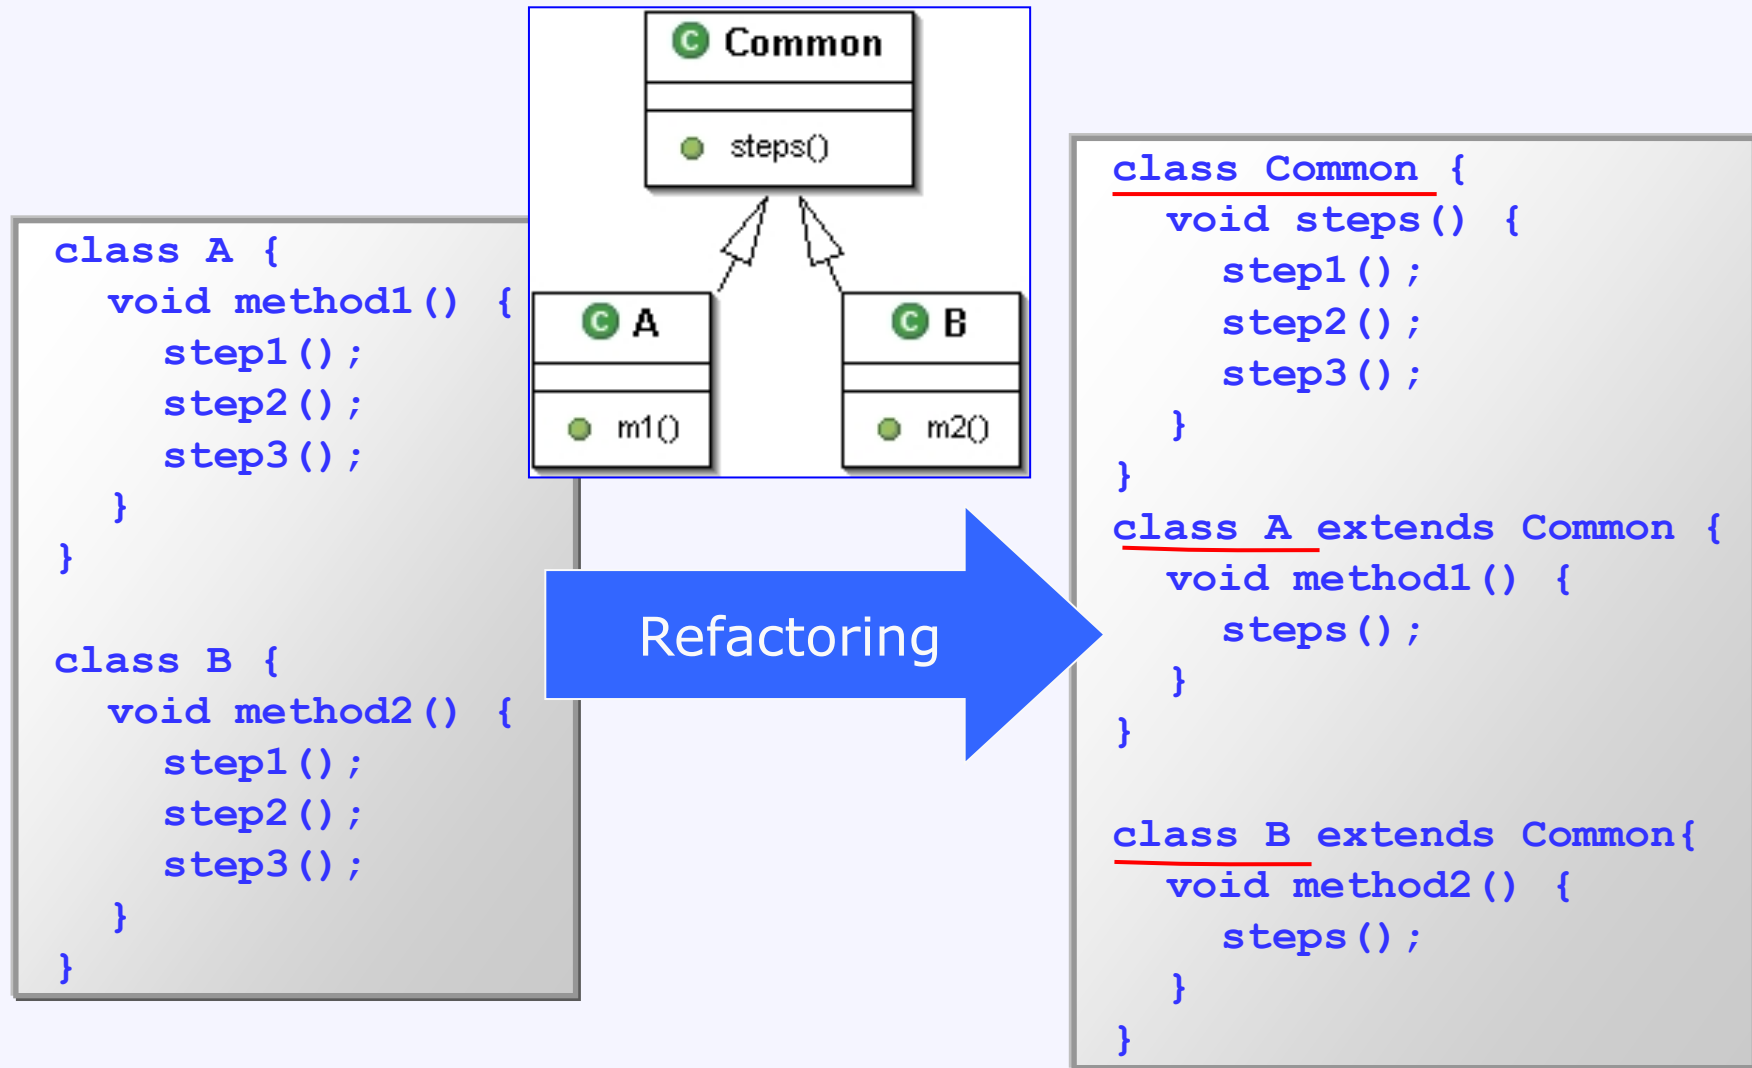 Common
steps()
A
m1()
B
m2()
class A {
void method1() {
step1();
step2();
step3();
}
}
class B {
void method2() {
step1();
step2();
step3();
}
}
Refactoring
class Common {
void steps() {
step1();
step2();
step3();
}
}
class A extends Common {
void method1() {
steps();
}
}
class B extends Common{
void method2() {
steps();
}
}